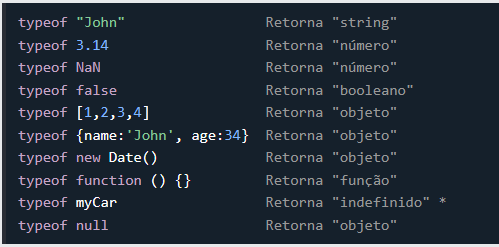 typeof "John" Retorna "string"
typeof 3.14 Retorna "número"
typeof NaN Retorna "número"
typeof false Retorna "booleano"
typeof [1,2,3,4] Retorna "objeto"
typeof {name:'John', age:34} Retorna "objeto"
typeof new Date() Retorna "objeto"
typeof function () {} Retorna "função"
typeof myCar Retorna "indefinido" *
typeof null Retorna "objeto"